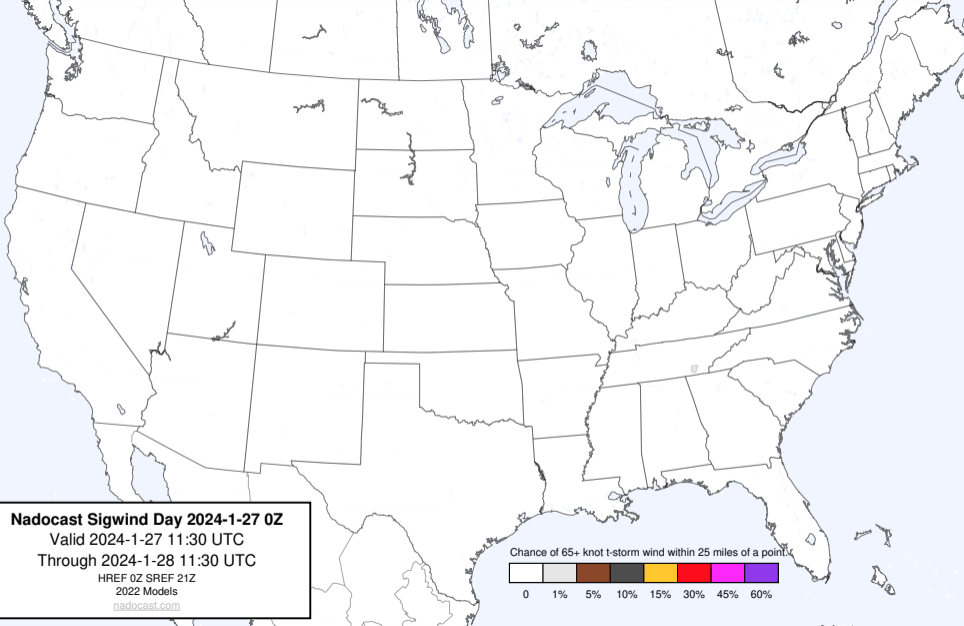 Nadocast Sigwind Day 2024-1-27 0Z
Valid 2024-1-27 11:30 UTC
Through 2024-1-28 11:30 UTC
HREF 0Z SREF 21Z
2022 Models
nadocast.com
Chance of 65+ knot t-storm wind within 25 miles of a point.
0 1% 5% 10% 15% 30% 45% 60%